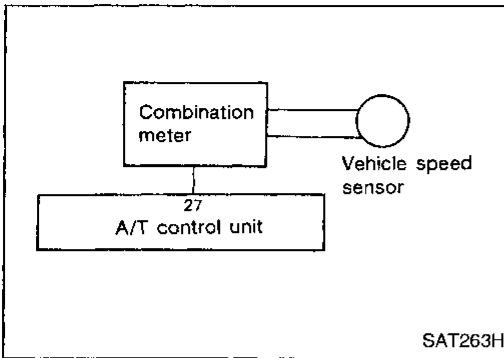 Combination
meter
Vehicle speed
sensor
27
A/T control unit
SAT263H